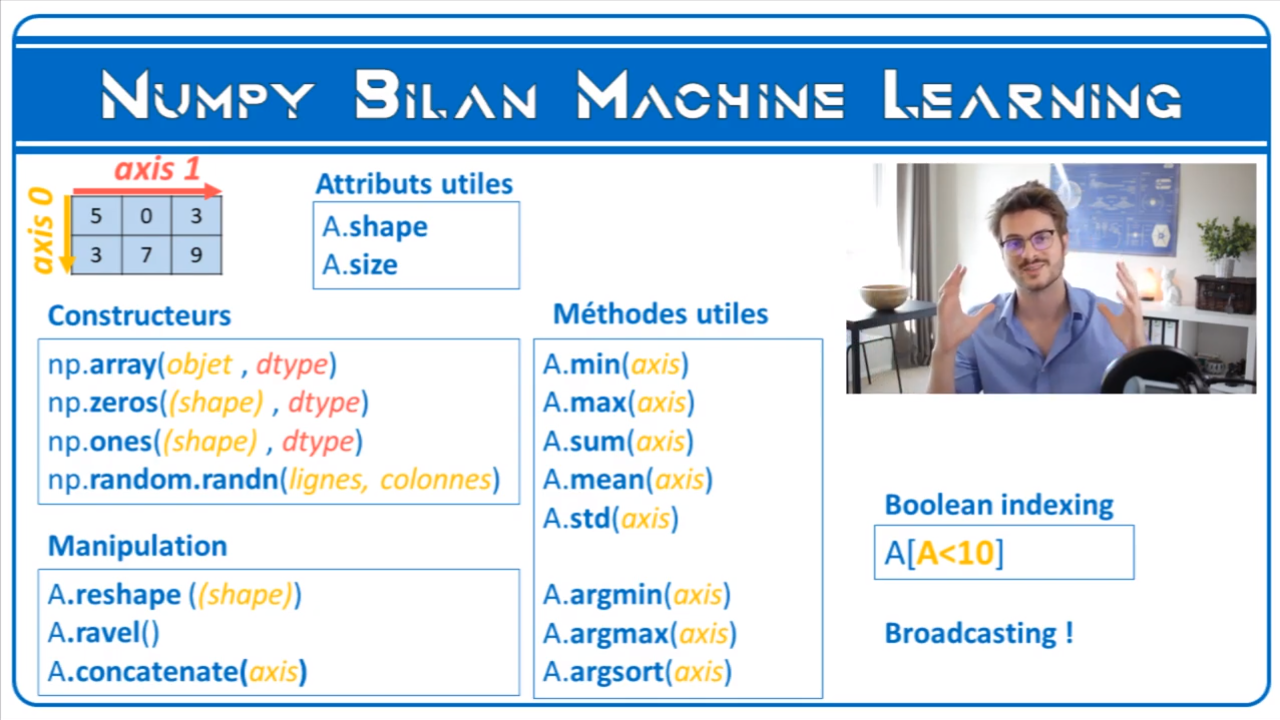 NUMPY BILAN MACHINE LEARNING
axis 1
axis 0
5 0 3
3 7 9
Attributs utiles
A.shape
A.size
Constructeurs
np.array(objet , dtype)
np.zeros((shape) , dtype)
np.ones((shape) , dtype)
np.random.randn(lignes, colonnes)
Manipulation
A.reshape ((shape))
A.ravel()
A.concatenate(axis)
Méthodes utiles
A.min(axis)
A.max(axis)
A.sum(axis)
A.mean(axis)
A.std(axis)
A.argmin(axis)
A.argmax(axis)
A.argsort(axis)
Boolean indexing
A[A<10]
Broadcasting !